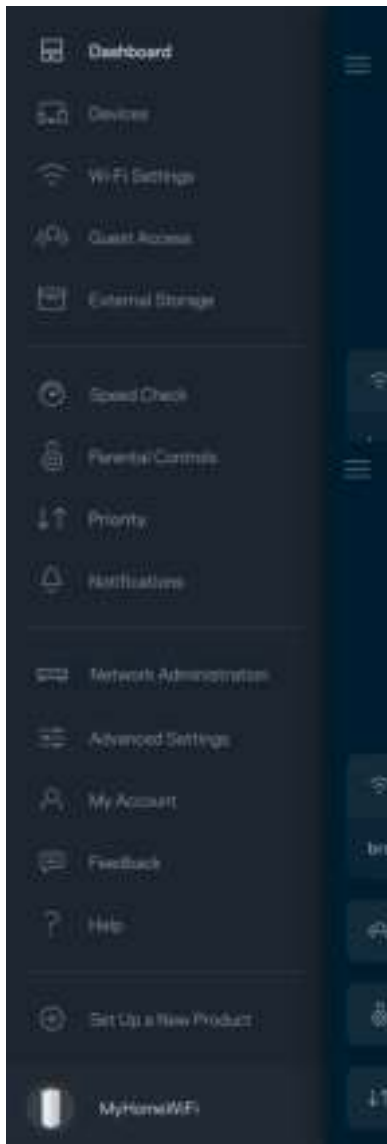 Dashboard
Devices
Wi-Fi Settings
Guest Access
External Storage
Speed Check
Parental Controls
Priority
Notifications
Network Administration
Advanced Settings
My Account
Feedback
Help
Set Up a New Product
MyHomeWiFi